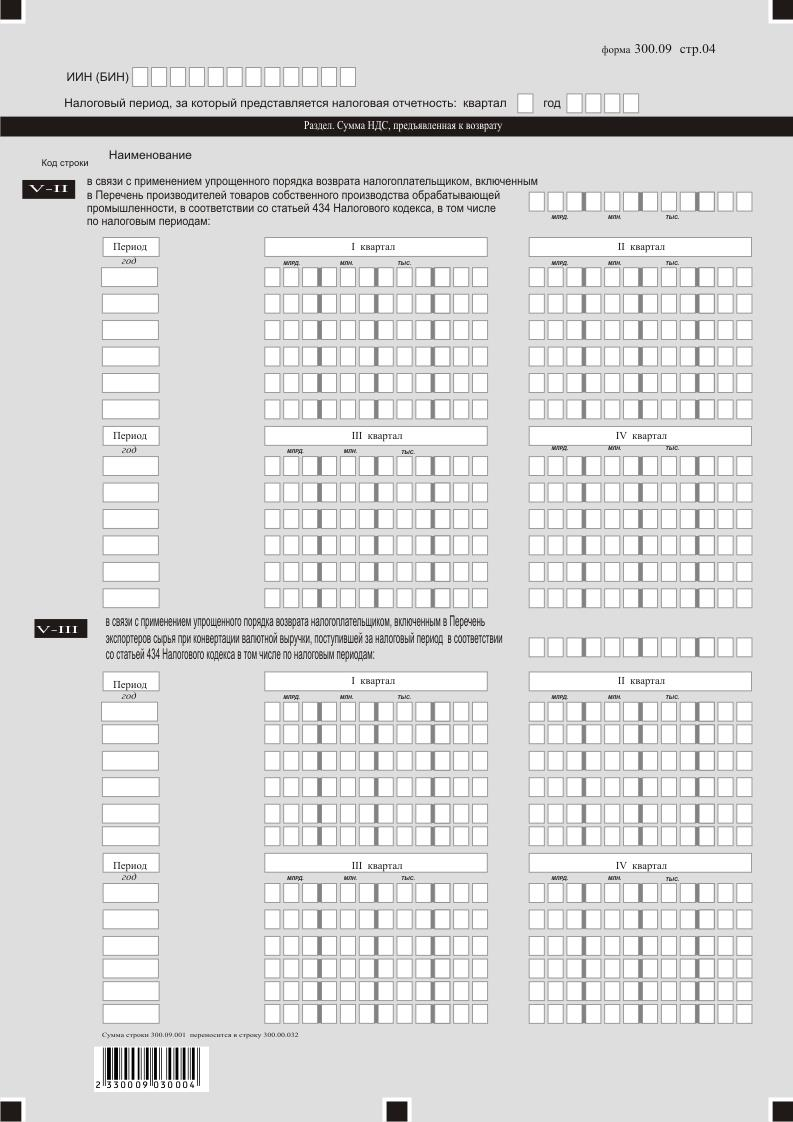 форма 300.09 стр.04
ИИН (БИН)
Налоговый период, за который представляется налоговая отчетность: квартал год
Раздел. Сумма НДС, предъявленная к возврату
Код строки Наименование
V-II в связи с применением упрощенного порядка возврата налогоплательщиком, включенным
в Перечень производителей товаров собственного производства обрабатывающей
промышленности, в соответствии со статьей 434 Налогового кодекса, в том числе
по налоговым периодам:
млрд. млн. тыс.
Период I квартал II квартал
год млрд. млн. тыс. млрд. млн. тыс.
Период III квартал IV квартал
год млрд. млн. тыс. млрд. млн. тыс.
V-III в связи с применением упрощенного порядка возврата налогоплательщиком, включенным в Перечень
экспортеров сырья при конвертации валютной выручки, поступившей за налоговый период в соответствии
со статьей 434 Налогового кодекса в том числе по налоговым периодам:
Период I квартал II квартал
год млрд. млн. тыс. млрд. млн. тыс.
Период III квартал IV квартал
год млрд. млн. тыс. млрд. млн. тыс.
Сумма строки 300.09.001 переносится в строку 300.00.032
2 330009 030004